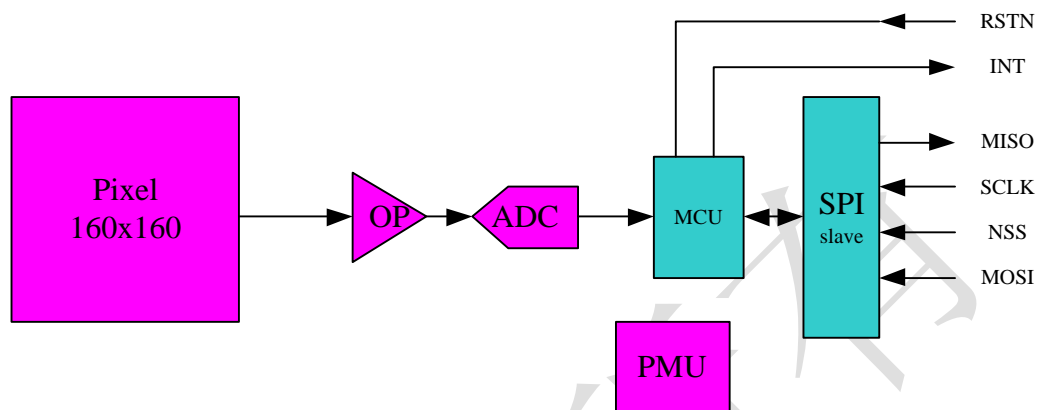 RSTN
INT
Pixel
160x160
OP
ADC
MCU
SPI
slave
MISO
SCLK
NSS
MOSI
PMU